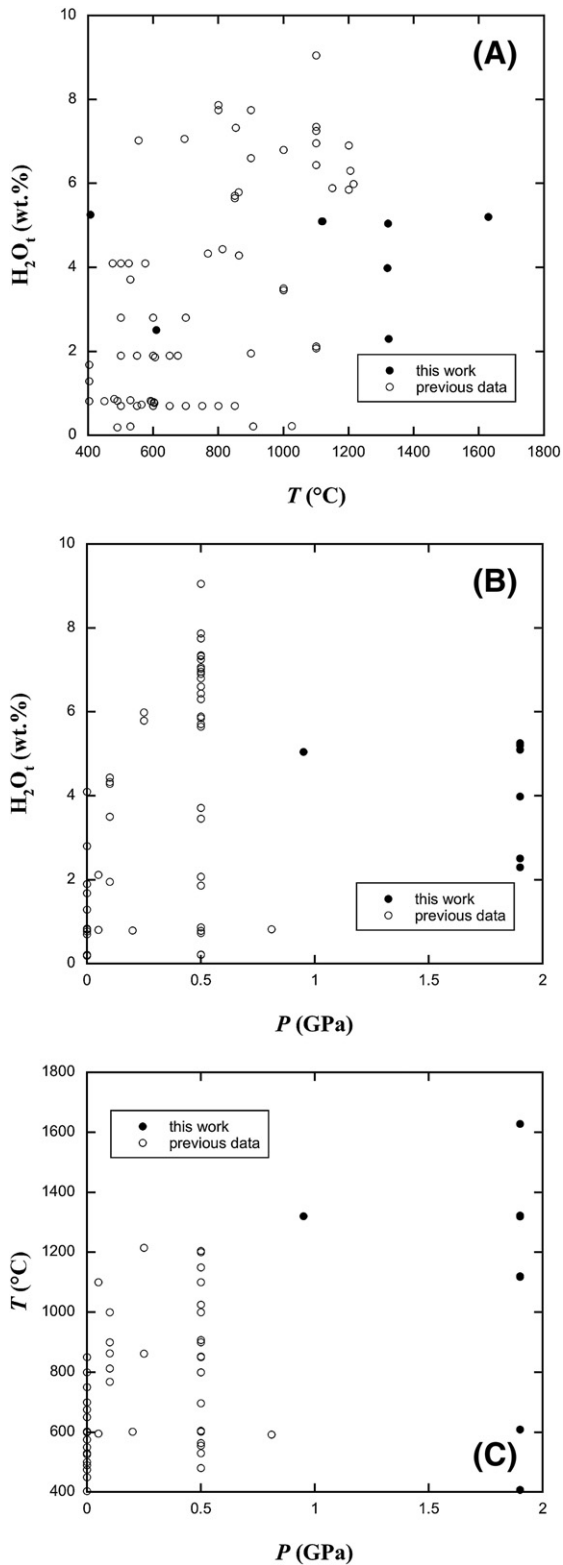 (A)
10
8
6
4
2
0
H₂Oₜ (wt.%)
this work
previous data
400 600 800 1000 1200 1400 1600 1800
T (°C)
(B)
10
8
6
4
2
0
H₂Oₜ (wt.%)
this work
previous data
0 0.5 1 1.5 2
P (GPa)
1800
1600
1400
1200
1000
800
600
400
T (°C)
this work
previous data
(C)
0 0.5 1 1.5 2
P (GPa)